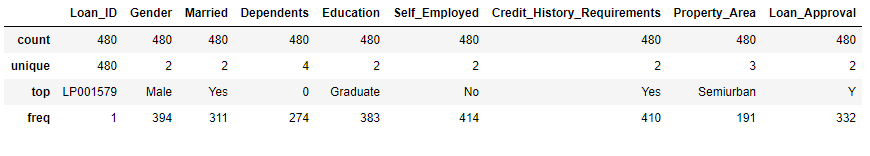 Loan_ID Gender Married Dependents Education Self_Employed Credit_History_Requirements Property_Area Loan_Approval
count 480 480 480 480 480 480 480 480 480
unique 480 2 2 4 2 2 2 3 2
top LP001579 Male Yes 0 Graduate No Yes Semiurban Y
freq 1 394 311 274 383 414 410 191 332